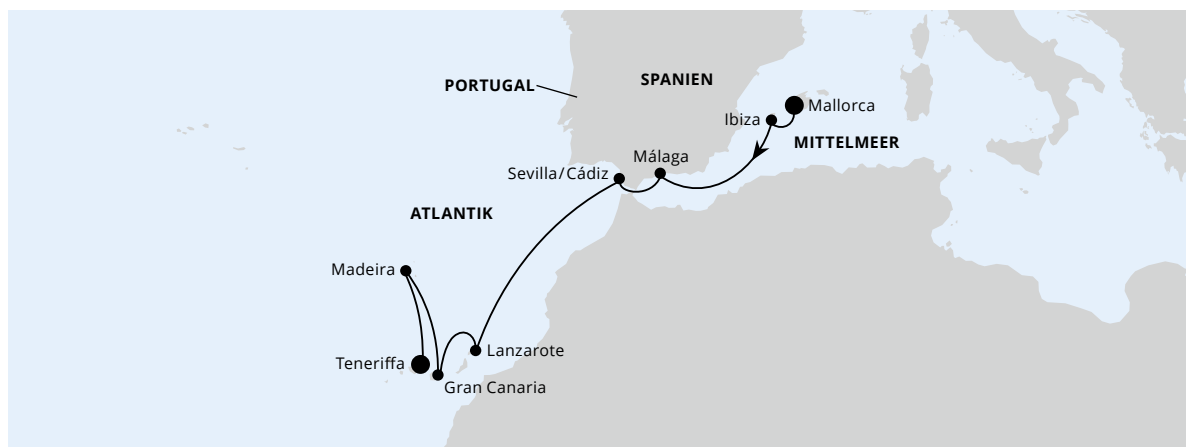 SPANIEN
PORTUGAL
Mallorca
Ibiza
MITTELMEER
Málaga
Sevilla/Cádiz
ATLANTIK
Madeira
Lanzarote
Teneriffa
Gran Canaria